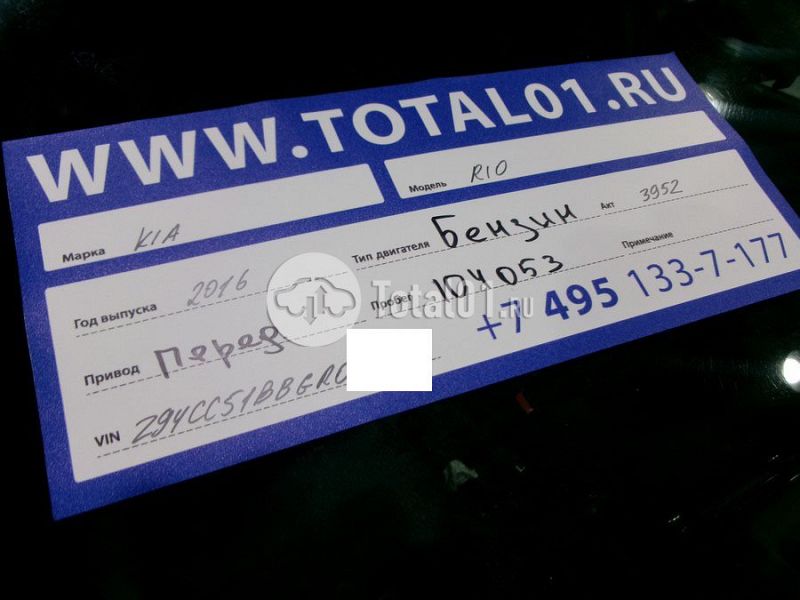 WWW.TOTAL01.RU
Марка KIA Модель RIO
Год выпуска 2016 Тип двигателя Бензин Акт 3952
Привод Перед Пробег 104053 Примечание
VIN Z94CC51BBGR0 +7 495 133-7-177
Total01.ru